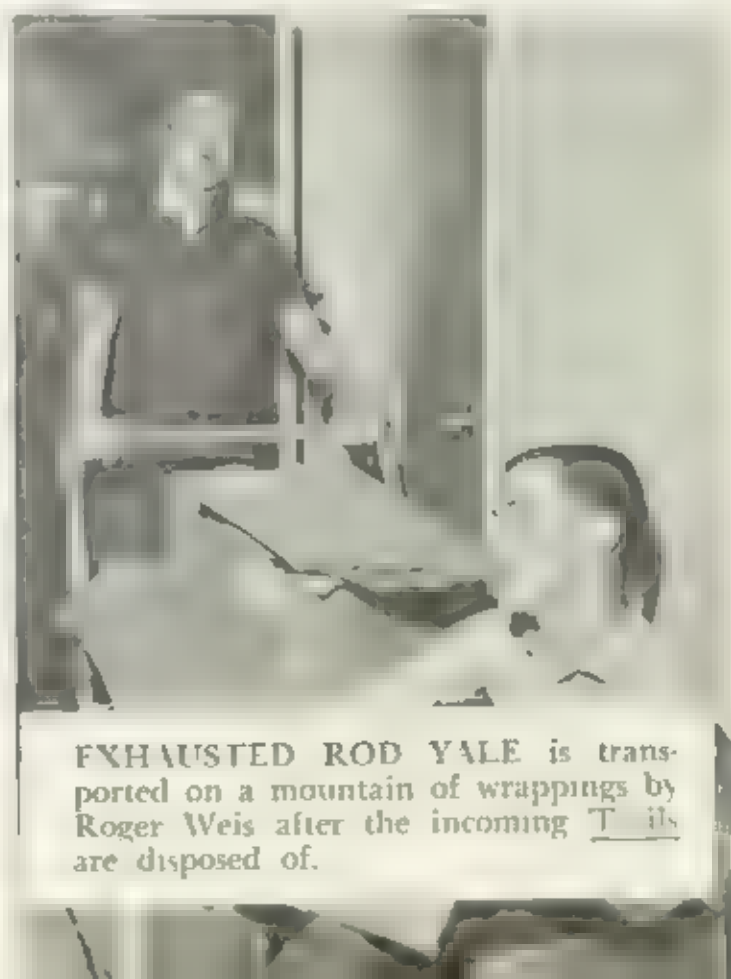 EXHAUSTED ROD YALE is trans-
ported on a mountain of wrappings by
Roger Weis after the incoming
are disposed of.